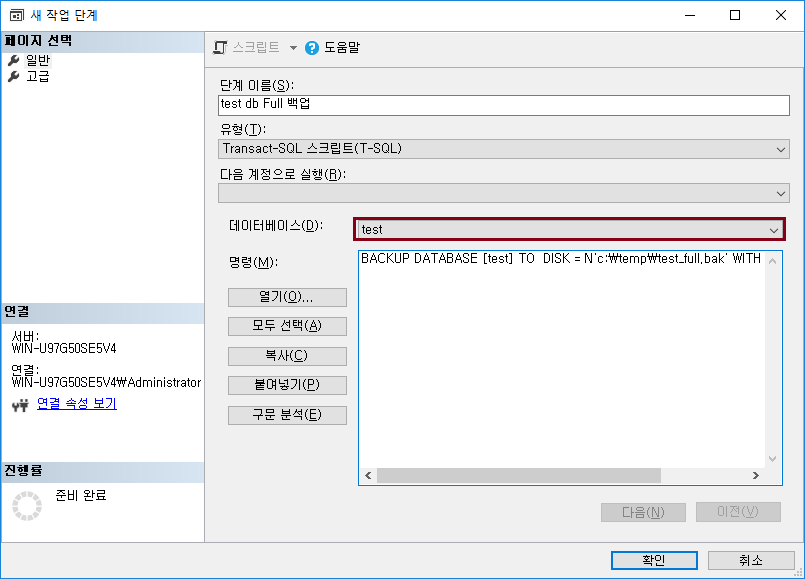 새 작업 단계
페이지 선택
일반
고급
스크립트
도움말
단계 이름(S):
test db Full 백업
유형(T):
Transact-SQL 스크립트(T-SQL)
다음 계정으로 실행(R):
데이터베이스(D):
test
명령(M):
BACKUP DATABASE [test] TO  DISK = N'c:\temp\test_full.bak' WITH
열기(O)...
모두 선택(A)
복사(C)
붙여넣기(P)
구문 분석(E)
연결
서버:
WIN-U97G50SE5V4
연결:
WIN-U97G50SE5V4\Administrator
연결 속성 보기
진행률
준비 완료
다음(N)
이전(V)
확인
취소